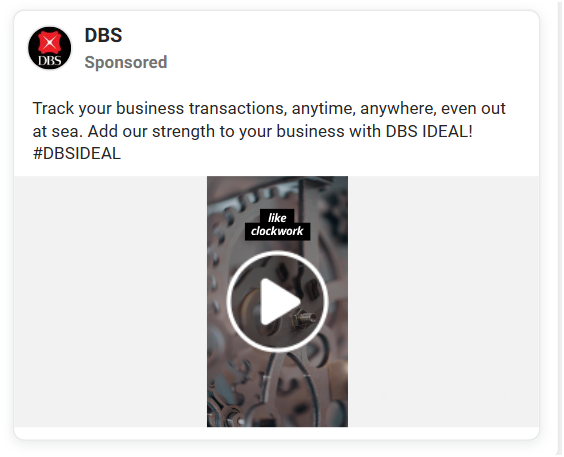 DBS
DBS
Sponsored
Track your business transactions, anytime, anywhere, even out
at sea. Add our strength to your business with DBS IDEAL!
#DBSIDEAL
like
clockwork